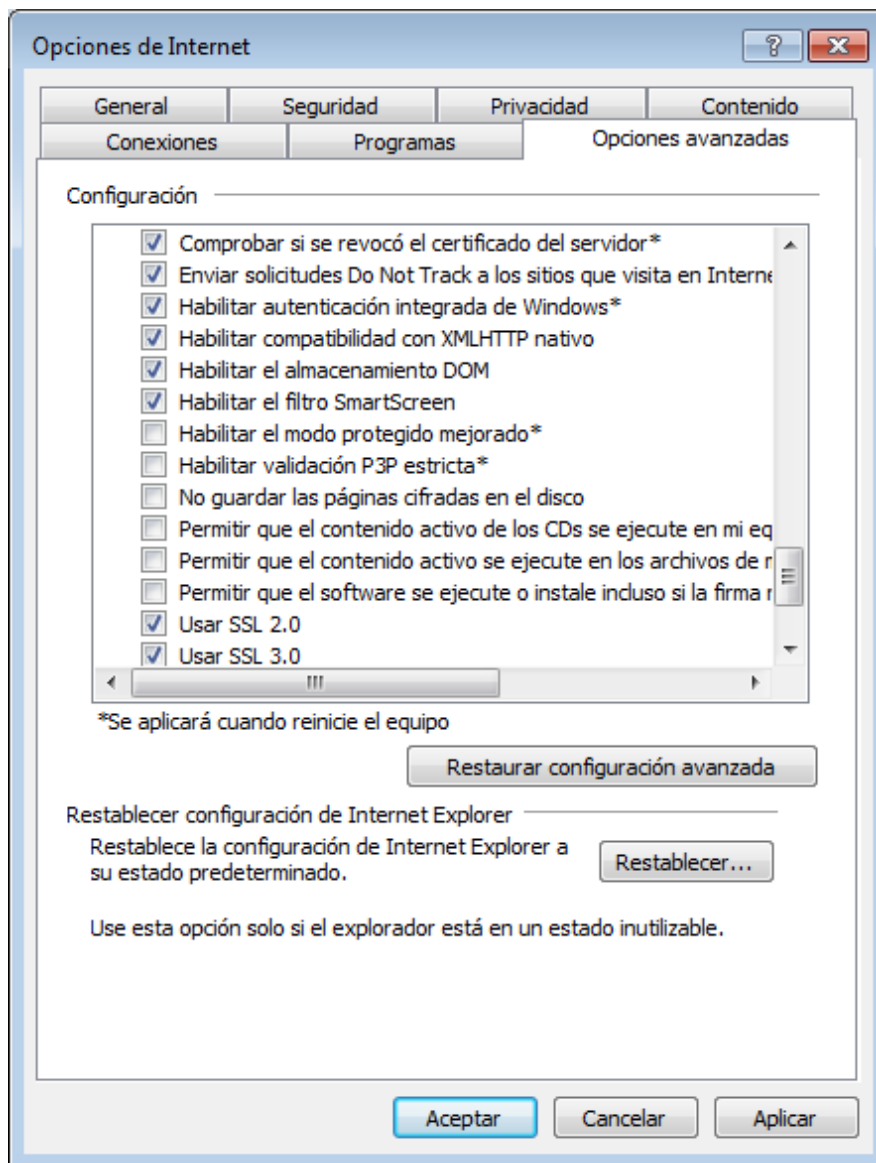 Opciones de Internet
General Seguridad Privacidad Contenido
Conexiones Programas Opciones avanzadas
Configuración
Comprobar si se revocó el certificado del servidor*
Enviar solicitudes Do Not Track a los sitios que visita en Interne
Habilitar autenticación integrada de Windows*
Habilitar compatibilidad con XMLHTTP nativo
Habilitar el almacenamiento DOM
Habilitar el filtro SmartScreen
Habilitar el modo protegido mejorado*
Habilitar validación P3P estricta*
No guardar las páginas cifradas en el disco
Permitir que el contenido activo de los CDs se ejecute en mi eq
Permitir que el contenido activo se ejecute en los archivos de
Permitir que el software se ejecute o instale incluso si la firma
Usar SSL 2.0
Usar SSL 3.0
*Se aplicará cuando reinicie el equipo
Restaurar configuración avanzada
Restablecer configuración de Internet Explorer
Restablece la configuración de Internet Explorer a
su estado predeterminado.
Restablecer...
Use esta opción solo si el explorador está en un estado inutilizable.
Aceptar Cancelar Aplicar